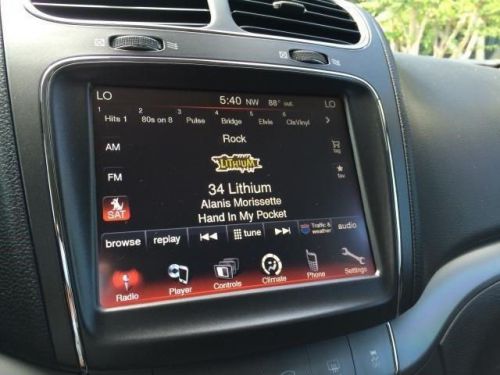 LO 5:40 NW 88° out LO
1 2 3 4 5 6
Hits 1 80s on 8 Pulse Bridge Elvis ClsVinyl >
Rock
AM
LITHIUM
tag
34 Lithium
FM
fav
Alanis Morissette
SAT
Hand In My Pocket
browse replay tune Traffic & weather audio
Radio Player Controls Climate Phone Settings